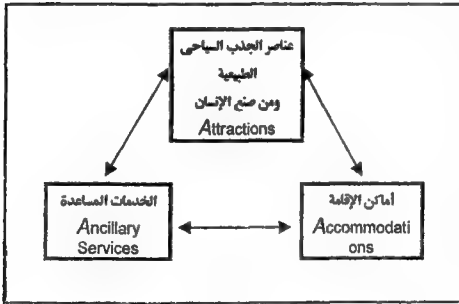 عناصر الجذب السياحى
الطبيعية
ومن صنع الإنسان
Attractions
الخدمات المساعدة
Ancillary
Services
أماكن الإقامة
Accommodati
ons